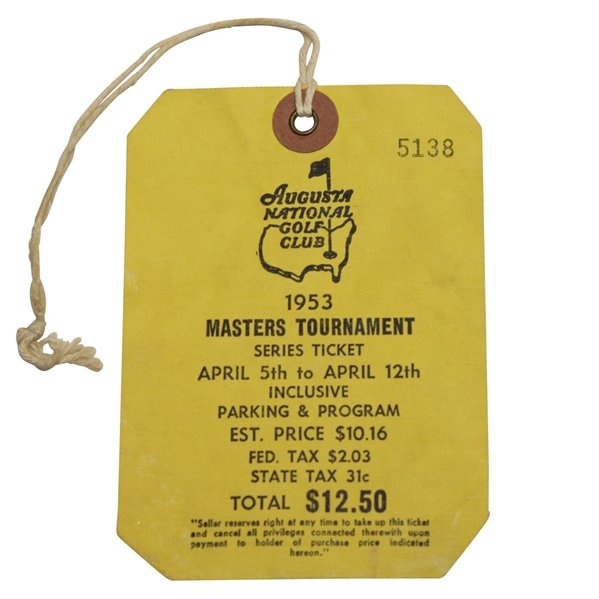 5138
AUGUSTA
NATIONAL
GOLF
CLUB
1953
MASTERS TOURNAMENT
SERIES TICKET
APRIL 5th to APRIL 12th
INCLUSIVE
PARKING & PROGRAM
EST. PRICE $10.16
FED. TAX $2.03
STATE TAX 31c
TOTAL $12.50
"Seller reserves right at any time to take up this ticket
and cancel all privileges connected therewith upon
payment to holder of purchase price indicated
hereon."